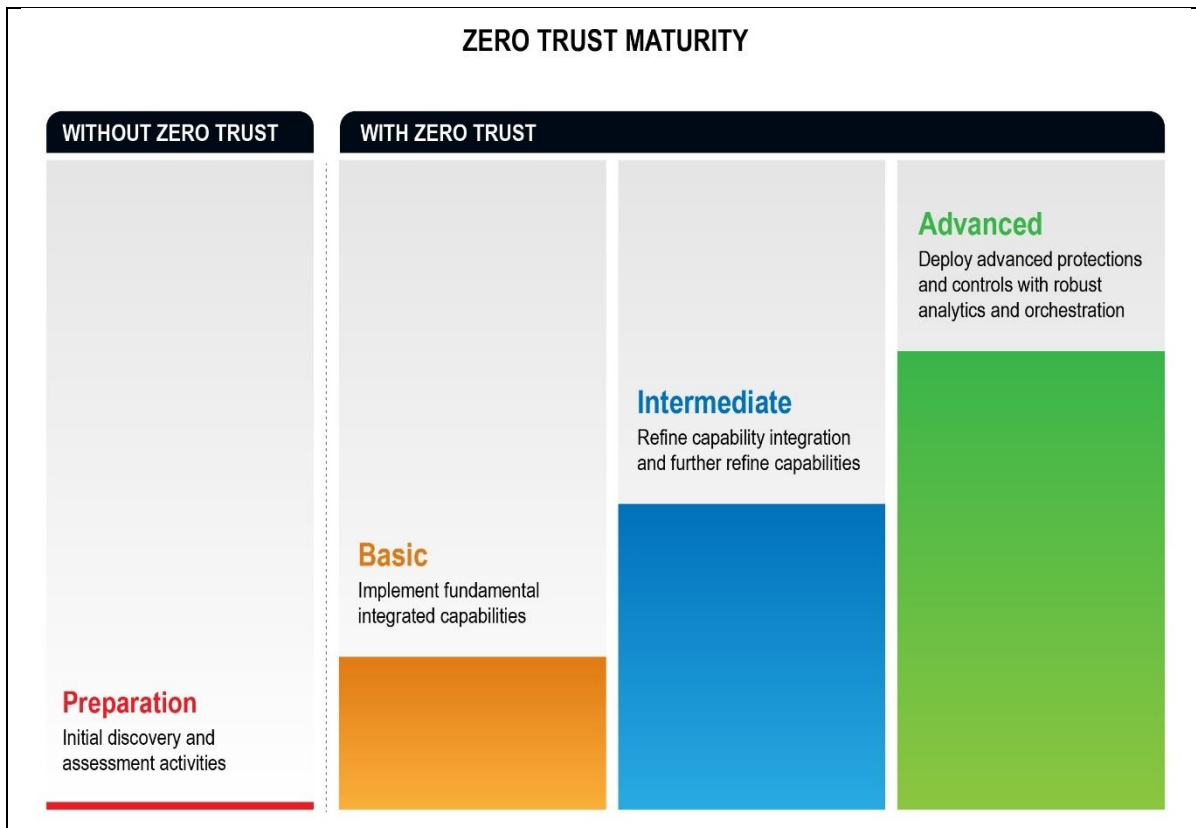 ZERO TRUST MATURITY
WITHOUT ZERO TRUST
WITH ZERO TRUST
Preparation
Initial discovery and
assessment activities
Basic
Implement fundamental
integrated capabilities
Intermediate
Refine capability integration
and further refine capabilities
Advanced
Deploy advanced protections
and controls with robust
analytics and orchestration